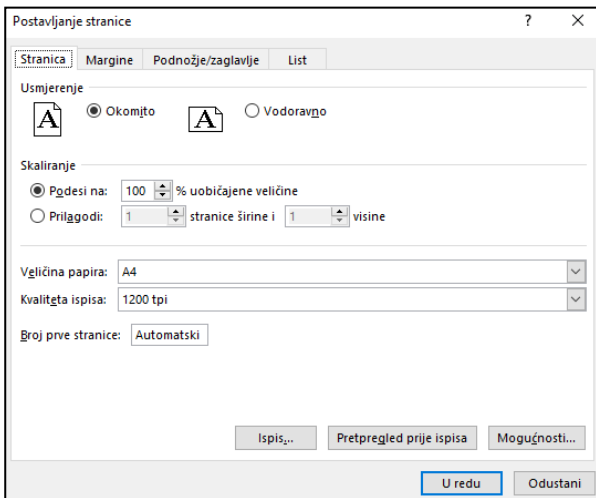 Postavljanje stranice ? ×
Stranica Margine Podnožje/zaglavlje List
Usmjerenje
A Okomito A Vodoravno
Skaliranje
Podesi na: 100 % uobičajene veličine
Prilagodi: 1 stranice širine i 1 visine
Veličina papira: A4
Kvaliteta ispisa: 1200 tpi
Broj prve stranice: Automatski
Ispis... Pretpregled prije ispisa Mogućnosti...
U redu Odustani